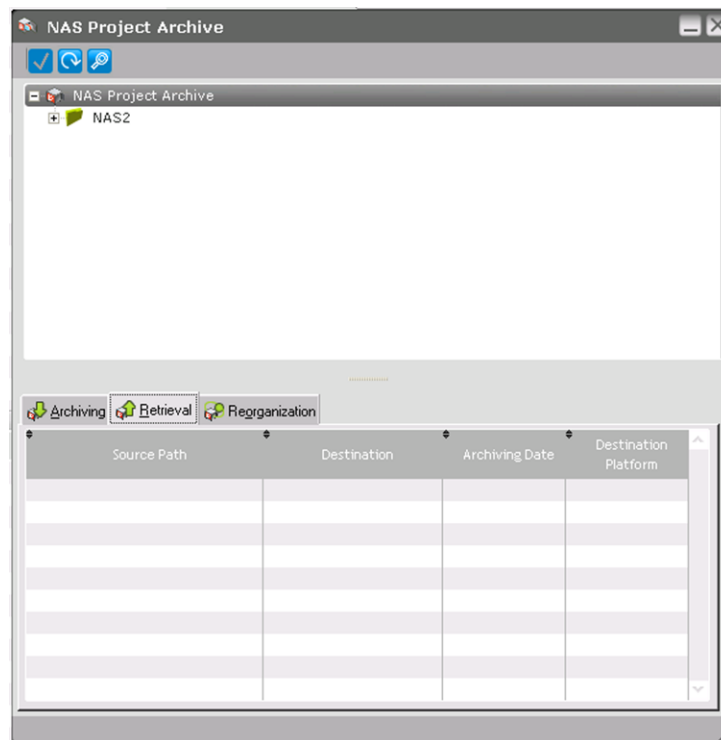 NAS Project Archive
NAS Project Archive
NAS2
Archiving Retrieval Reorganization
Source Path Destination Archiving Date Destination Platform